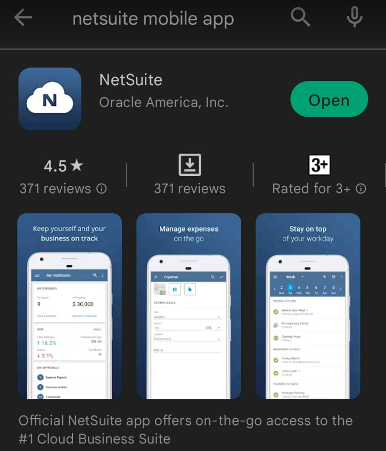 netsuite mobile app
N
NetSuite
Oracle America, Inc.
Open
4.5★
371 reviews
371 reviews
3+
Rated for 3+
Keep yourself and your
business on track
My Dashboard
$ 30,000
Manage expenses
on the go
Expense
Stay on top
of your workday
Official NetSuite app offers on-the-go access to the
#1 Cloud Business Suite